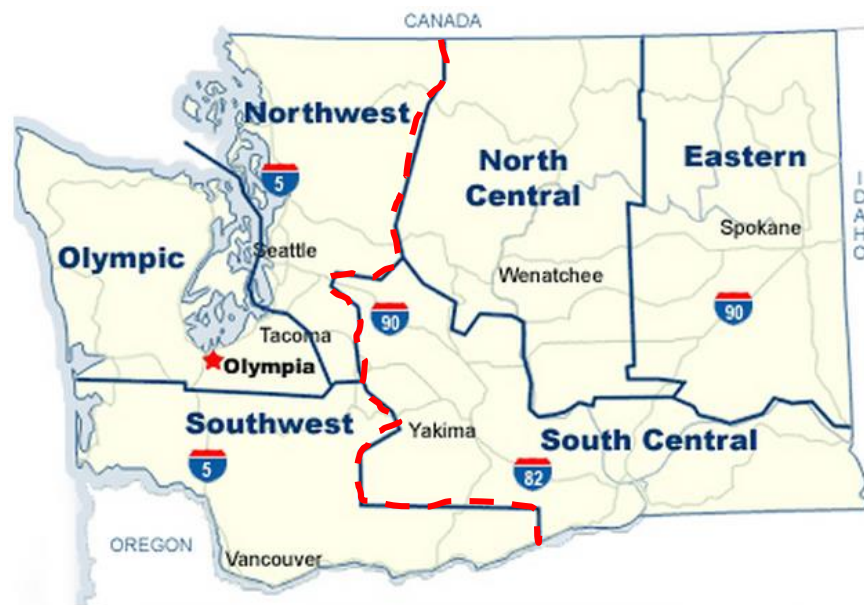 CANADA
Northwest
North
Central
Eastern
5
IDAHO
Spokane
Seattle
Olympic
Wenatchee
90
90
Tacoma
Olympia
Southwest
Yakima
South Central
5
82
OREGON
Vancouver